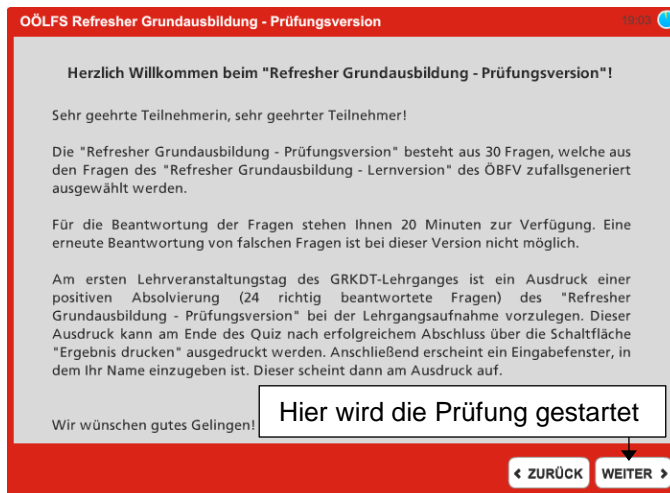 OÖLFS Refresher Grundausbildung - Prüfungsversion 19:03
Herzlich Willkommen beim "Refresher Grundausbildung - Prüfungsversion"!
Sehr geehrte Teilnehmerin, sehr geehrter Teilnehmer!
Die "Refresher Grundausbildung - Prüfungsversion" besteht aus 30 Fragen, welche aus
den Fragen des "Refresher Grundausbildung - Lernversion" des ÖBFV zufallsgeneriert
ausgewählt werden.
Für die Beantwortung der Fragen stehen Ihnen 20 Minuten zur Verfügung. Eine
erneute Beantwortung von falschen Fragen ist bei dieser Version nicht möglich.
Am ersten Lehrveranstaltungstag des GRKDT-Lehrganges ist ein Ausdruck einer
positiven Absolvierung (24 richtig beantwortete Fragen) des "Refresher
Grundausbildung - Prüfungsversion" bei der Lehrgangsaufnahme vorzulegen. Dieser
Ausdruck kann am Ende des Quiz nach erfolgreichem Abschluss über die Schaltfläche
"Ergebnis drucken" ausgedruckt werden. Anschließend erscheint ein Eingabefenster, in
dem Ihr Name einzugeben ist. Dieser scheint dann am Ausdruck auf.
Wir wünschen gutes Gelingen!
Hier wird die Prüfung gestartet
‹ ZURÜCK WEITER ›